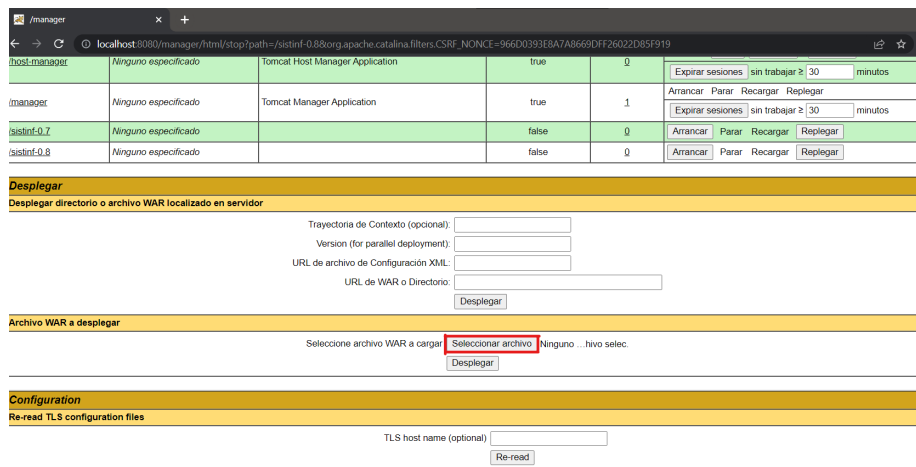 /manager
localhost:8080/manager/html/stop?path=/sistinf-0.8&org.apache.catalina.filters.CSRF_NONCE=966D0393E8A7A8669DFF26022D85F919
/host-manager Ninguno especificado Tomcat Host Manager Application true 0
Expirar sesiones sin trabajar ≥ 30 minutos
/manager Ninguno especificado Tomcat Manager Application true 1 Arrancar Parar Recargar Replegar
Expirar sesiones sin trabajar ≥ 30 minutos
/sistinf-0.7 Ninguno especificado false 0 Arrancar Parar Recargar Replegar
/sistinf-0.8 Ninguno especificado false 0 Arrancar Parar Recargar Replegar
Desplegar
Desplegar directorio o archivo WAR localizado en servidor
Trayectoria de Contexto (opcional):
Version (for parallel deployment):
URL de archivo de Configuración XML:
URL de WAR o Directorio:
Desplegar
Archivo WAR a desplegar
Seleccione archivo WAR a cargar Seleccionar archivo Ninguno …hivo selec.
Desplegar
Configuration
Re-read TLS configuration files
TLS host name (optional)
Re-read